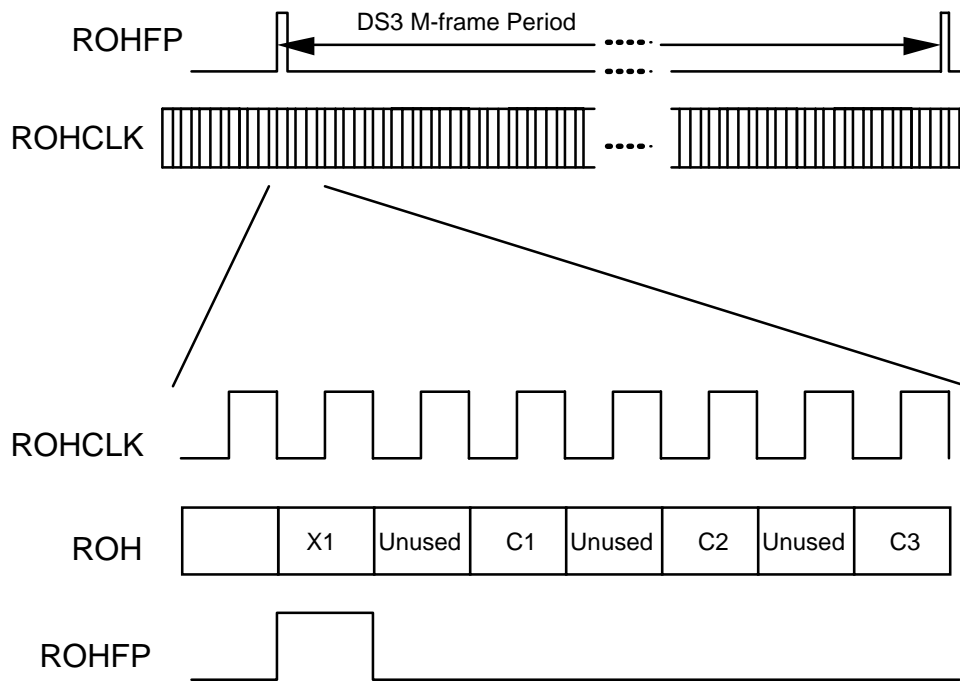 DS3 M-frame Period
ROHFP
ROHCLK
ROHCLK
ROH
X1 Unused C1 Unused C2 Unused C3
ROHFP